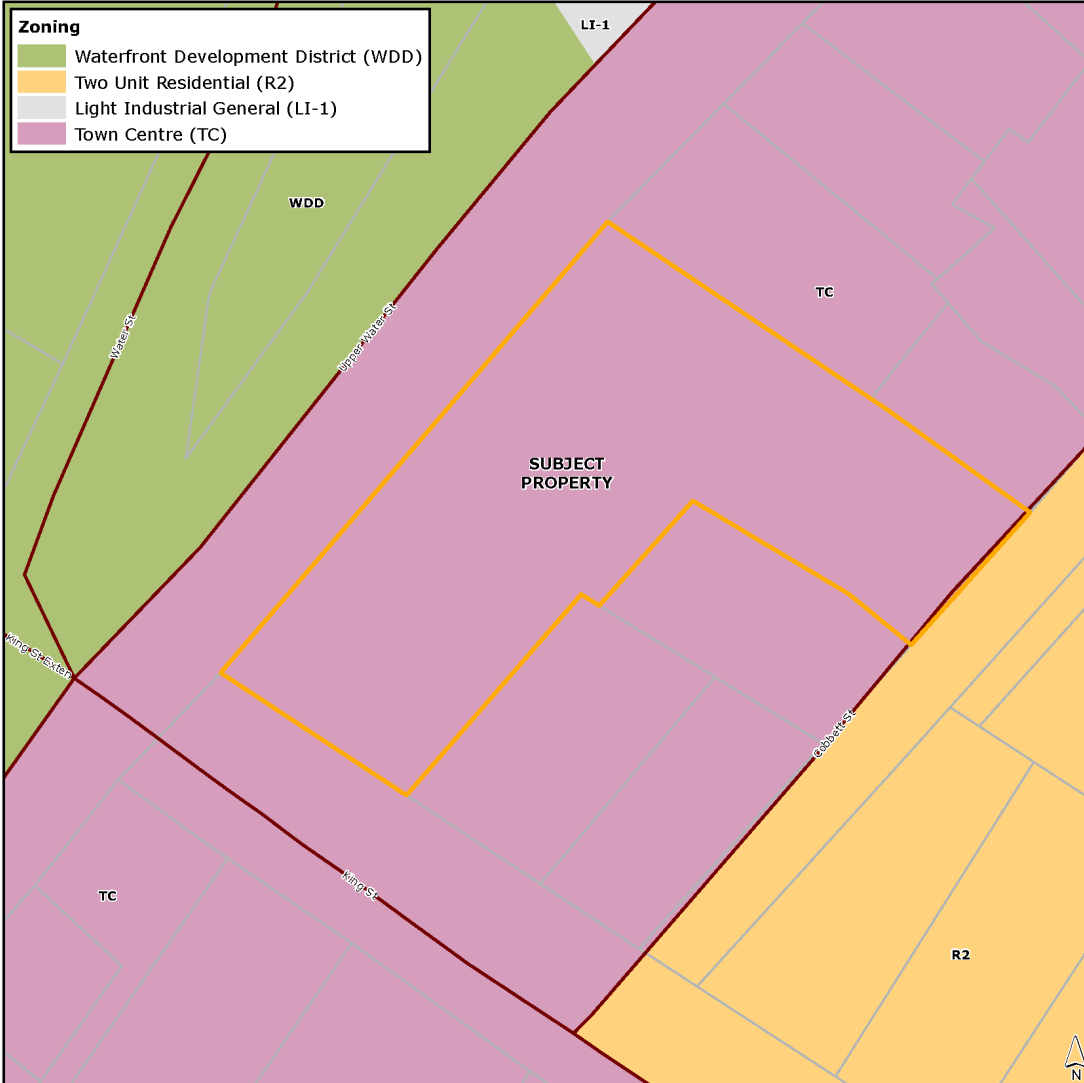 Zoning
Waterfront Development District (WDD)
Two Unit Residential (R2)
Light Industrial General (LI-1)
Town Centre (TC)
LI-1
WDD
TC
Water St
Upper Water St
SUBJECT
PROPERTY
King St Exten
Cobbett St
King St
TC
R2
N